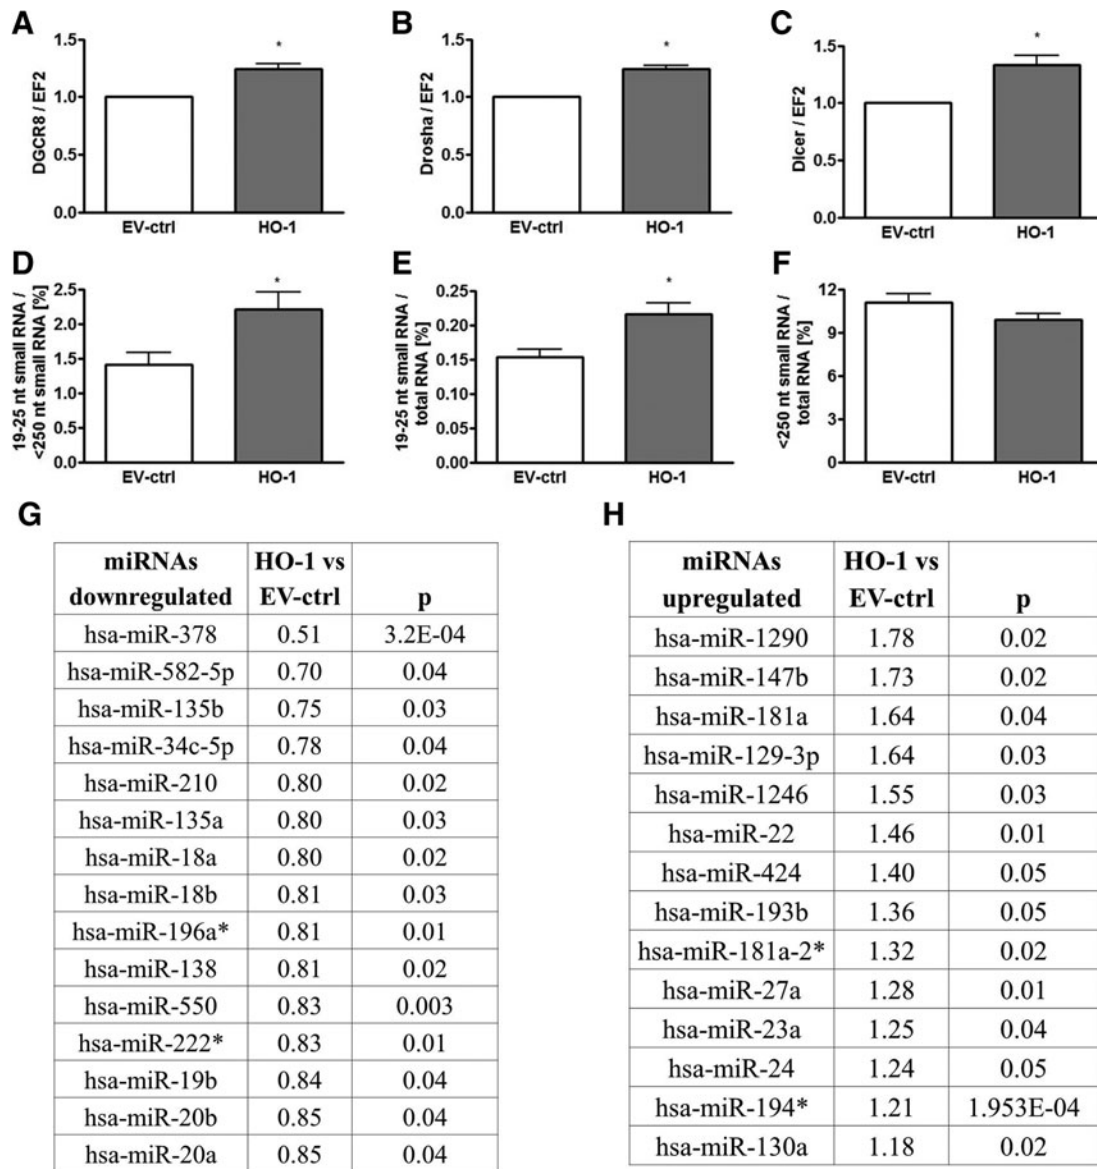 A
DGCR8 / EF2
1.5
*
1.0
0.5
0.0
EV-ctrl HO-1
B
Drosha / EF2
1.5
*
1.0
0.5
0.0
EV-ctrl HO-1
C
Dicer / EF2
*
1.5
1.0
0.5
0.0
EV-ctrl HO-1
D
19-25 nt small RNA /
<250 nt small RNA [%]
2.5
*
2.0
1.5
1.0
0.5
0.0
EV-ctrl HO-1
E
19-25 nt small RNA /
total RNA [%]
0.25
*
0.20
0.15
0.10
0.05
0.00
EV-ctrl HO-1
F
<250 nt small RNA /
total RNA [%]
12
9
6
3
0
EV-ctrl HO-1
G
miRNAs downregulated HO-1 vs EV-ctrl p
hsa-miR-378 0.51 3.2E-04
hsa-miR-582-5p 0.70 0.04
hsa-miR-135b 0.75 0.03
hsa-miR-34c-5p 0.78 0.04
hsa-miR-210 0.80 0.02
hsa-miR-135a 0.80 0.03
hsa-miR-18a 0.80 0.02
hsa-miR-18b 0.81 0.03
hsa-miR-196a* 0.81 0.01
hsa-miR-138 0.81 0.02
hsa-miR-550 0.83 0.003
hsa-miR-222* 0.83 0.01
hsa-miR-19b 0.84 0.04
hsa-miR-20b 0.85 0.04
hsa-miR-20a 0.85 0.04
H
miRNAs upregulated HO-1 vs EV-ctrl p
hsa-miR-1290 1.78 0.02
hsa-miR-147b 1.73 0.02
hsa-miR-181a 1.64 0.04
hsa-miR-129-3p 1.64 0.03
hsa-miR-1246 1.55 0.03
hsa-miR-22 1.46 0.01
hsa-miR-424 1.40 0.05
hsa-miR-193b 1.36 0.05
hsa-miR-181a-2* 1.32 0.02
hsa-miR-27a 1.28 0.01
hsa-miR-23a 1.25 0.04
hsa-miR-24 1.24 0.05
hsa-miR-194* 1.21 1.953E-04
hsa-miR-130a 1.18 0.02